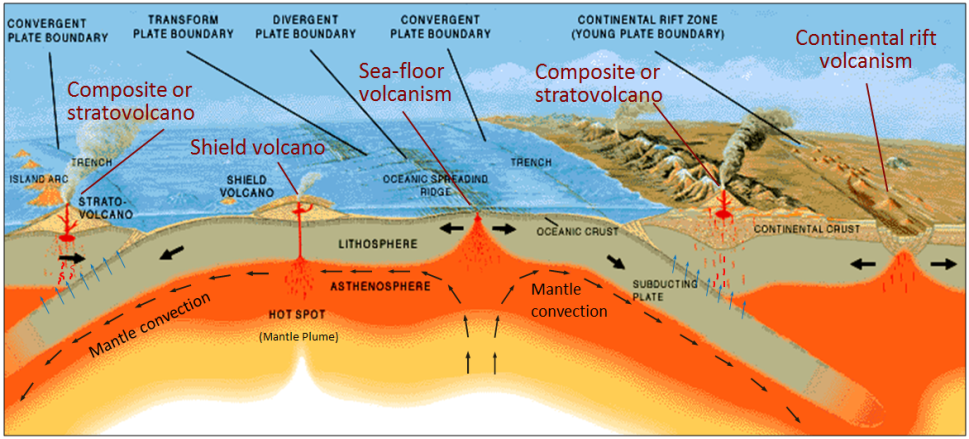 CONVERGENT
PLATE BOUNDARY
TRANSFORM
PLATE BOUNDARY
DIVERGENT
PLATE BOUNDARY
CONVERGENT
PLATE BOUNDARY
CONTINENTAL RIFT ZONE
(YOUNG PLATE BOUNDARY)
Continental rift
volcanism
Composite or
stratovolcano
Sea-floor
volcanism
Composite or
stratovolcano
Shield volcano
TRENCH
ISLAND ARC
STRATO-
VOLCANO
SHIELD
VOLCANO
OCEANIC SPREADIND
RIDGE
TRENCH
LITHOSPHERE
OCEANIC CRUST
CONTINENTAL CRUST
ASTHENOSPHERE
SUBDUCTING
PLATE
Mantle convection
HOT SPOT
(Mantle Plume)
Mantle
convection